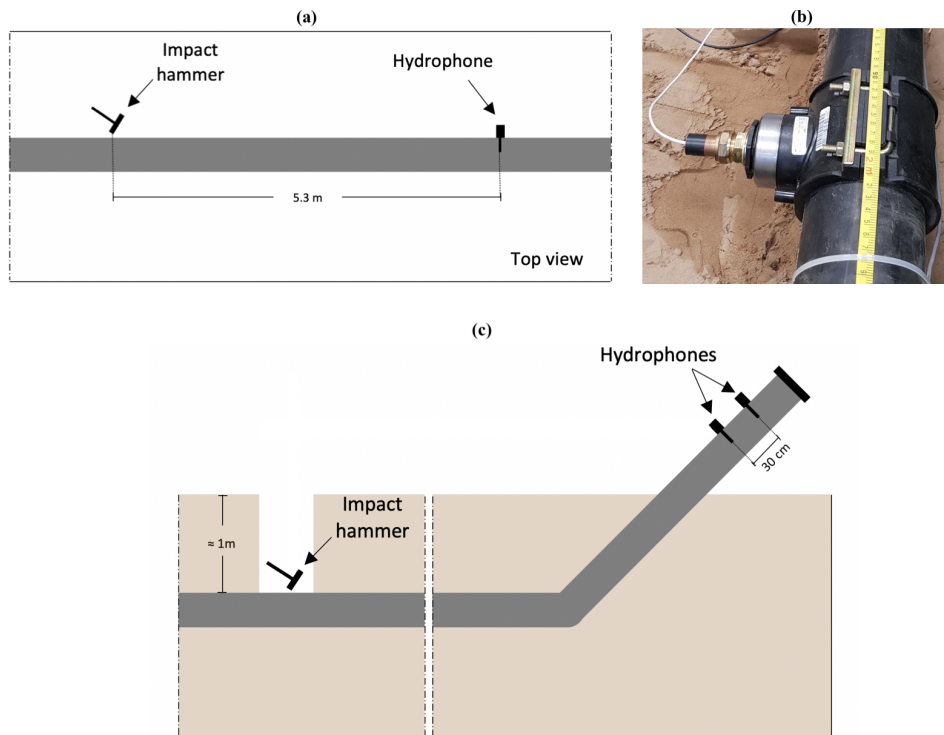 (a)
Impact
hammer
Hydrophone
5.3 m
Top view
(b)
(c)
Hydrophones
30 cm
Impact
hammer
≈ 1m